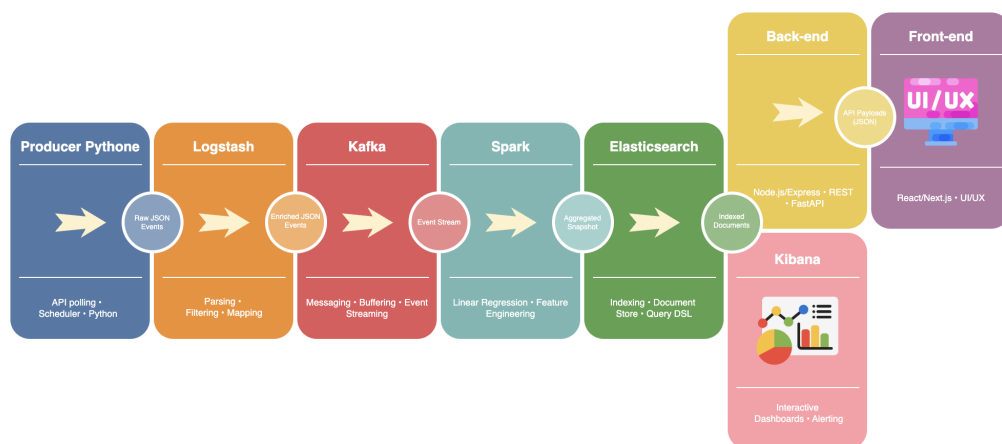 Producer Pythone
Raw JSON
Events
API polling •
Scheduler • Python
Logstash
Enriched JSON
Events
Parsing •
Filtering • Mapping
Kafka
Event Stream
Messaging • Buffering • Event
Streaming
Spark
Aggregated
Snapshot
Linear Regression • Feature
Engineering
Elasticsearch
Indexed
Documents
Indexing • Document
Store • Query DSL
Back-end
API Payloads
(JSON)
Node.js/Express • REST
• FastAPI
Front-end
UI/UX
React/Next.js • UI/UX
Kibana
Interactive
Dashboards • Alerting